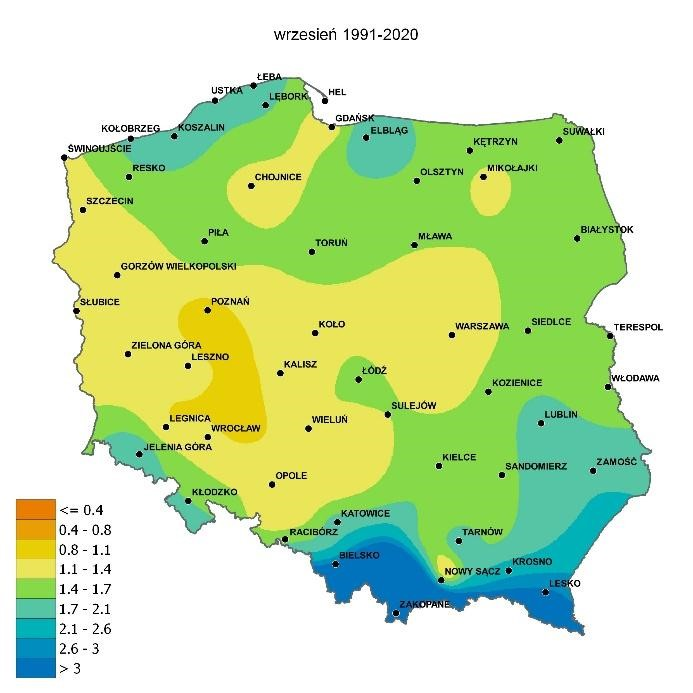 wrzesień 1991-2020
ŁEBA
USTKA
HEL
LĘBORK
GDAŃSK
KOŁOBRZEG
KOSZALIN
ELBLĄG
SUWAŁKI
ŚWINOUJŚCIE
KĘTRZYN
RESKO
CHOJNICE
OLSZTYN
MIKOŁAJKI
SZCZECIN
PIŁA
TORUŃ
MŁAWA
BIAŁYSTOK
GORZÓW WIELKOPOLSKI
SŁUBICE
POZNAŃ
KOŁO
WARSZAWA
SIEDLCE
TERESPOL
ZIELONA GÓRA
LESZNO
KALISZ
ŁÓDŹ
KOZIENICE
WŁODAWA
SULEJÓW
LUBLIN
LEGNICA
WROCŁAW
WIELUŃ
JELENIA GÓRA
KIELCE
SANDOMIERZ
ZAMOŚĆ
OPOLE
KŁODZKO
KATOWICE
RACIBÓRZ
TARNÓW
BIELSKO
NOWY SĄCZ
KROSNO
LESKO
ZAKOPANE
<= 0.4
0.4 - 0.8
0.8 - 1.1
1.1 - 1.4
1.4 - 1.7
1.7 - 2.1
2.1 - 2.6
2.6 - 3
> 3